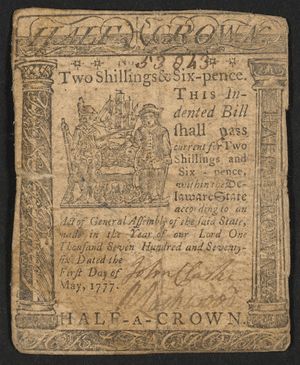 HALF A CROWN.
No. 53843
Two Shillings & Six-pence.
THIS In-
dented Bill
shall pass
current for Two
Shillings and
Six-pence,
within the De-
laware State
according to an
Act of General Assembly of the said State,
made in the Year of our Lord One
Thousand Seven Hundred and Seventy-
six. Dated the
First Day of
May, 1777.
John Clarke
HALF-A-CROWN.